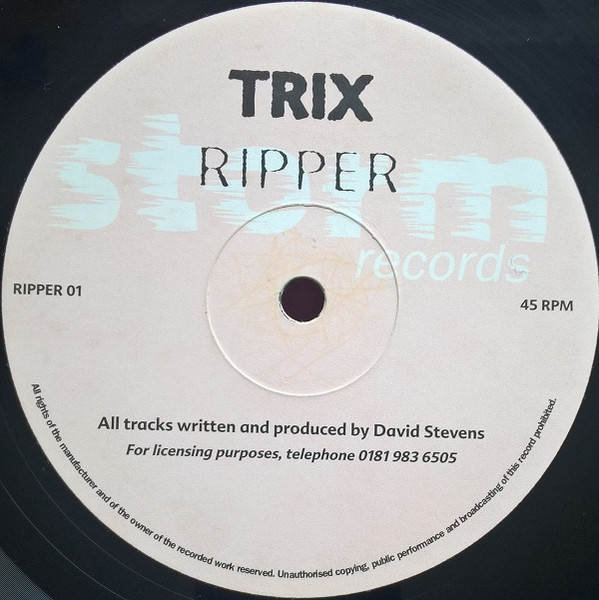 TRIX
RIPPER
storm
records
RIPPER 01
45 RPM
All tracks written and produced by David Stevens
For licensing purposes, telephone 0181 983 6505
All rights of the manufacturer and of the owner of the recorded work reserved. Unauthorised copying, public performance and broadcasting of this record prohibited.